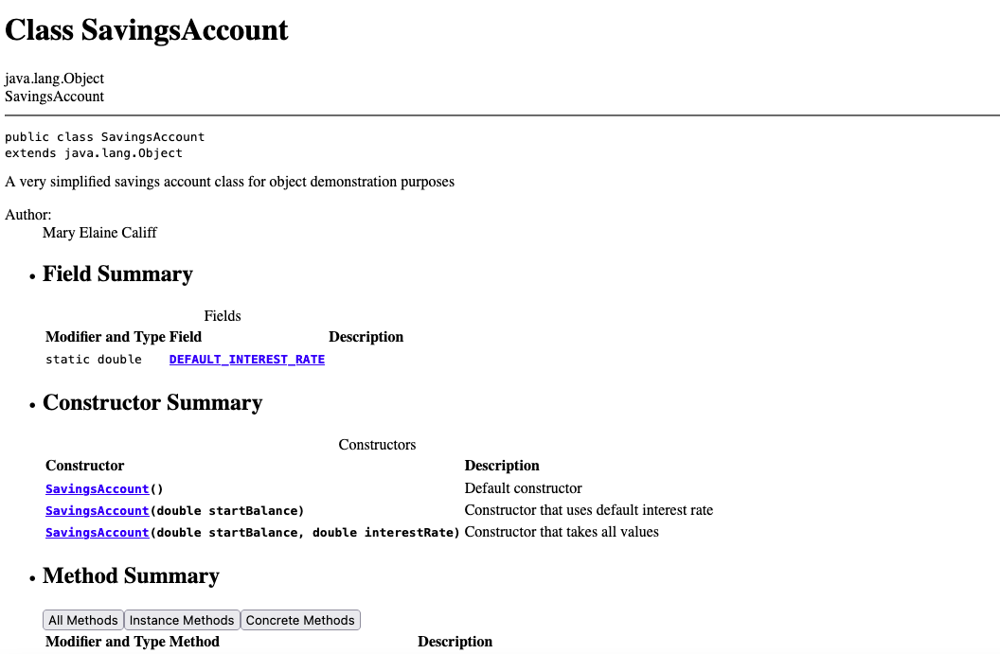 Class SavingsAccount
java.lang.Object
SavingsAccount
public class SavingsAccount
extends java.lang.Object
A very simplified savings account class for object demonstration purposes
Author:
Mary Elaine Califf
• Field Summary
Fields
Modifier and Type Field Description
static double DEFAULT_INTEREST_RATE
• Constructor Summary
Constructors
Constructor Description
SavingsAccount() Default constructor
SavingsAccount(double startBalance) Constructor that uses default interest rate
SavingsAccount(double startBalance, double interestRate) Constructor that takes all values
• Method Summary
All Methods Instance Methods Concrete Methods
Modifier and Type Method Description